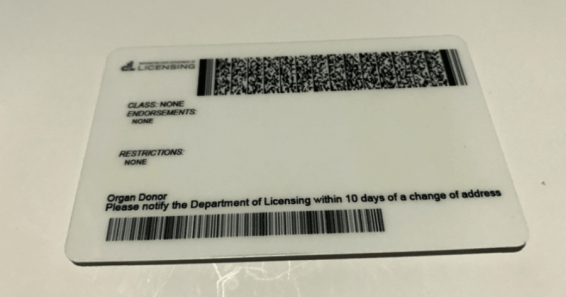 LICENSING
CLASS: NONE
ENDORSEMENTS:
NONE
RESTRICTIONS:
NONE
Organ Donor
Please notify the Department of Licensing within 10 days of a change of address